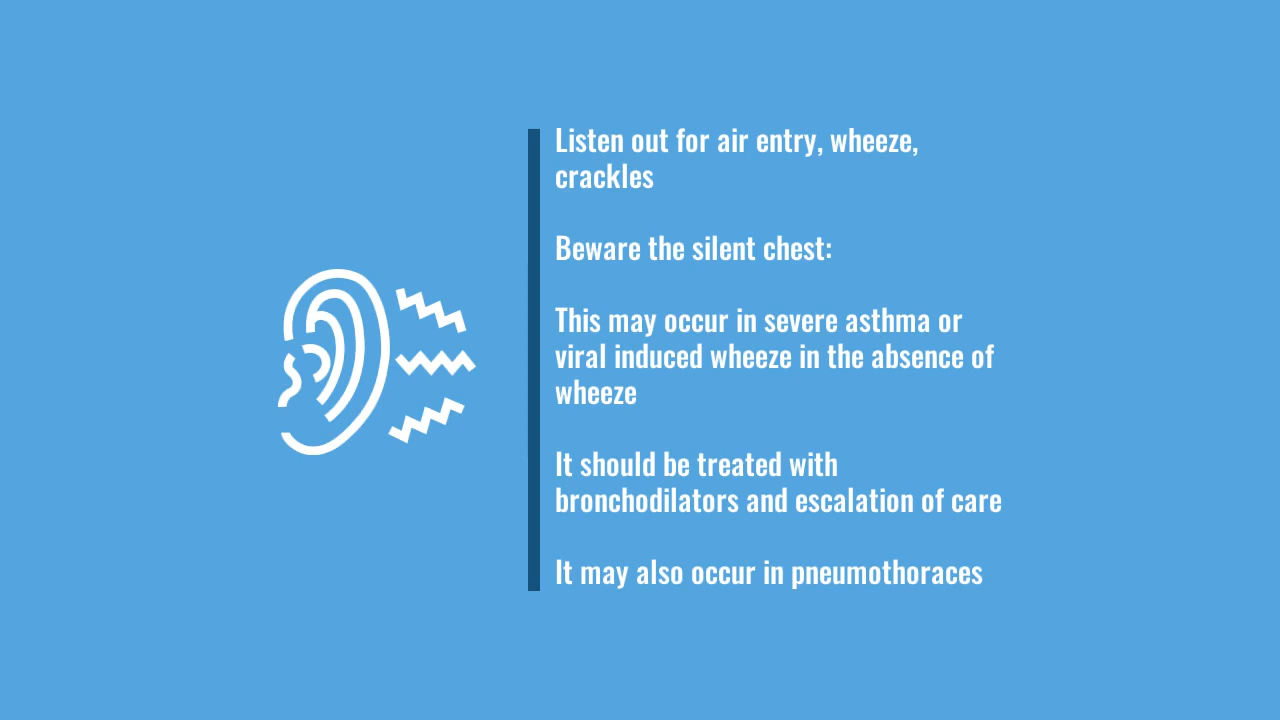 Listen out for air entry, wheeze,
crackles
Beware the silent chest:
This may occur in severe asthma or
viral induced wheeze in the absence of
wheeze
It should be treated with
bronchodilators and escalation of care
It may also occur in pneumothoraces